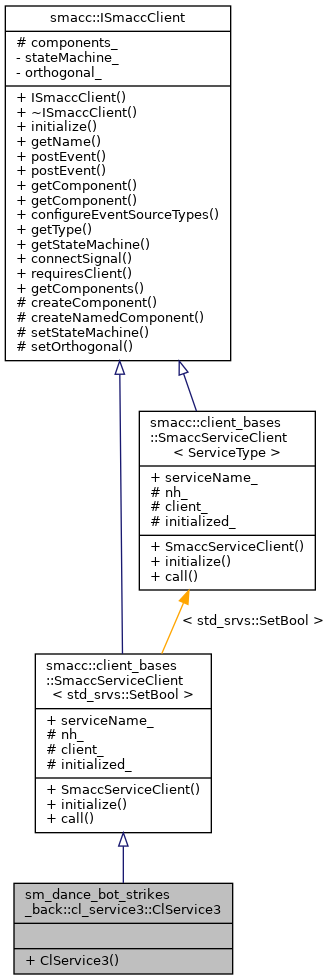 smacc::ISmaccClient
# components_
- stateMachine_
- orthogonal_
+ ISmaccClient()
+ ~ISmaccClient()
+ initialize()
+ getName()
+ postEvent()
+ postEvent()
+ getComponent()
+ getComponent()
+ configureEventSourceTypes()
+ getType()
+ getStateMachine()
+ connectSignal()
+ requiresClient()
+ getComponents()
# createComponent()
# createNamedComponent()
# setStateMachine()
# setOrthogonal()
smacc::client_bases
::SmaccServiceClient
< ServiceType >
+ serviceName_
# nh_
# client_
# initialized_
+ SmaccServiceClient()
+ initialize()
+ call()
< std_srvs::SetBool >
smacc::client_bases
::SmaccServiceClient
< std_srvs::SetBool >
+ serviceName_
# nh_
# client_
# initialized_
+ SmaccServiceClient()
+ initialize()
+ call()
sm_dance_bot_strikes
_back::cl_service3::ClService3
+ ClService3()